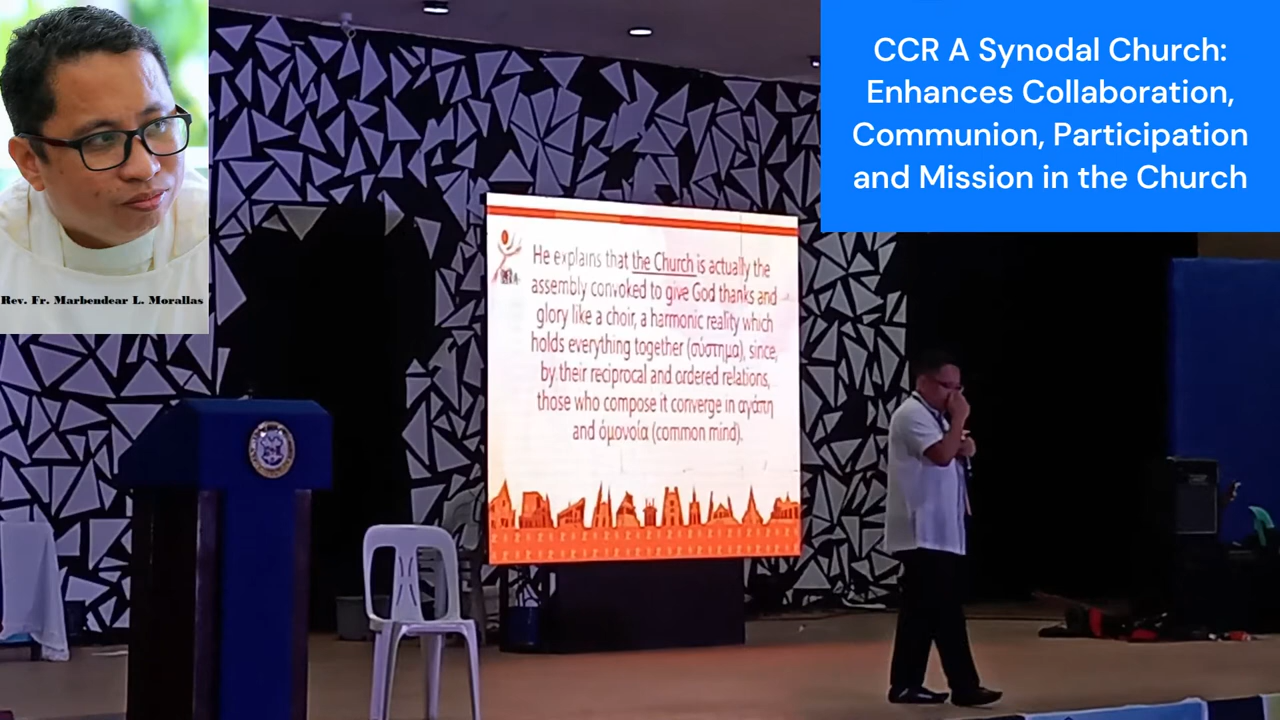 Rev. Fr. Marbendear L. Morallas
CCR A Synodal Church:
Enhances Collaboration,
Communion, Participation
and Mission in the Church
He explains that the Church is actually the
assembly convoked to give God thanks and
glory like a choir, a harmonic reality which
holds everything together (σύστημα), since,
by their reciprocal and ordered relations,
those who compose it converge in αγάπη
and ὁμονοία (common mind).